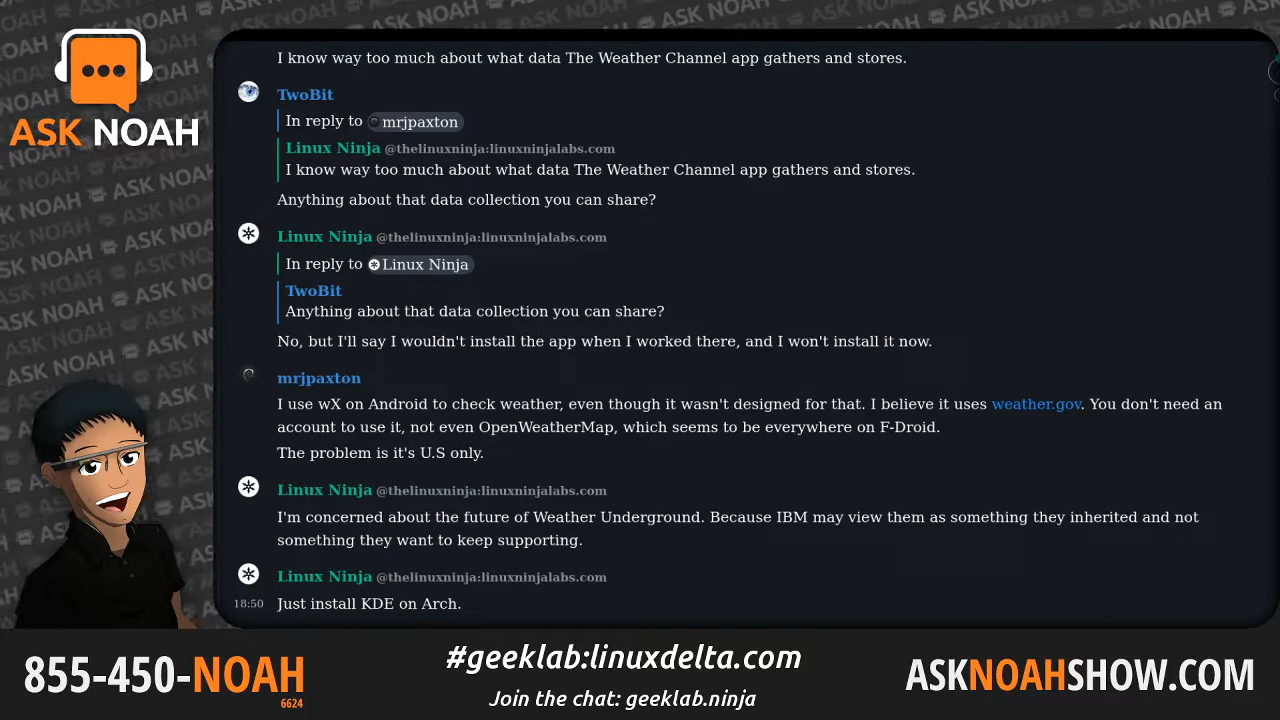 ASK NOAH
I know way too much about what data The Weather Channel app gathers and stores.
TwoBit
In reply to mrjpaxton
Linux Ninja @thelinuxninja:linuxninjalabs.com
I know way too much about what data The Weather Channel app gathers and stores.
Anything about that data collection you can share?
Linux Ninja @thelinuxninja:linuxninjalabs.com
In reply to Linux Ninja
TwoBit
Anything about that data collection you can share?
No, but I'll say I wouldn't install the app when I worked there, and I won't install it now.
mrjpaxton
I use wX on Android to check weather, even though it wasn't designed for that. I believe it uses weather.gov. You don't need an
account to use it, not even OpenWeatherMap, which seems to be everywhere on F-Droid.
The problem is it's U.S only.
Linux Ninja @thelinuxninja:linuxninjalabs.com
I'm concerned about the future of Weather Underground. Because IBM may view them as something they inherited and not
something they want to keep supporting.
Linux Ninja @thelinuxninja:linuxninjalabs.com
18:50 Just install KDE on Arch.
855-450-NOAH
6624
#geeklab:linuxdelta.com
Join the chat: geeklab.ninja
ASKNOAHSHOW.COM